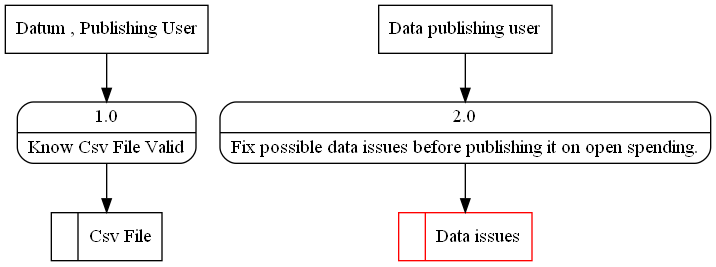 Datum , Publishing User
Data publishing user
1.0
Know Csv File Valid
2.0
Fix possible data issues before publishing it on open spending.
Csv File
Data issues